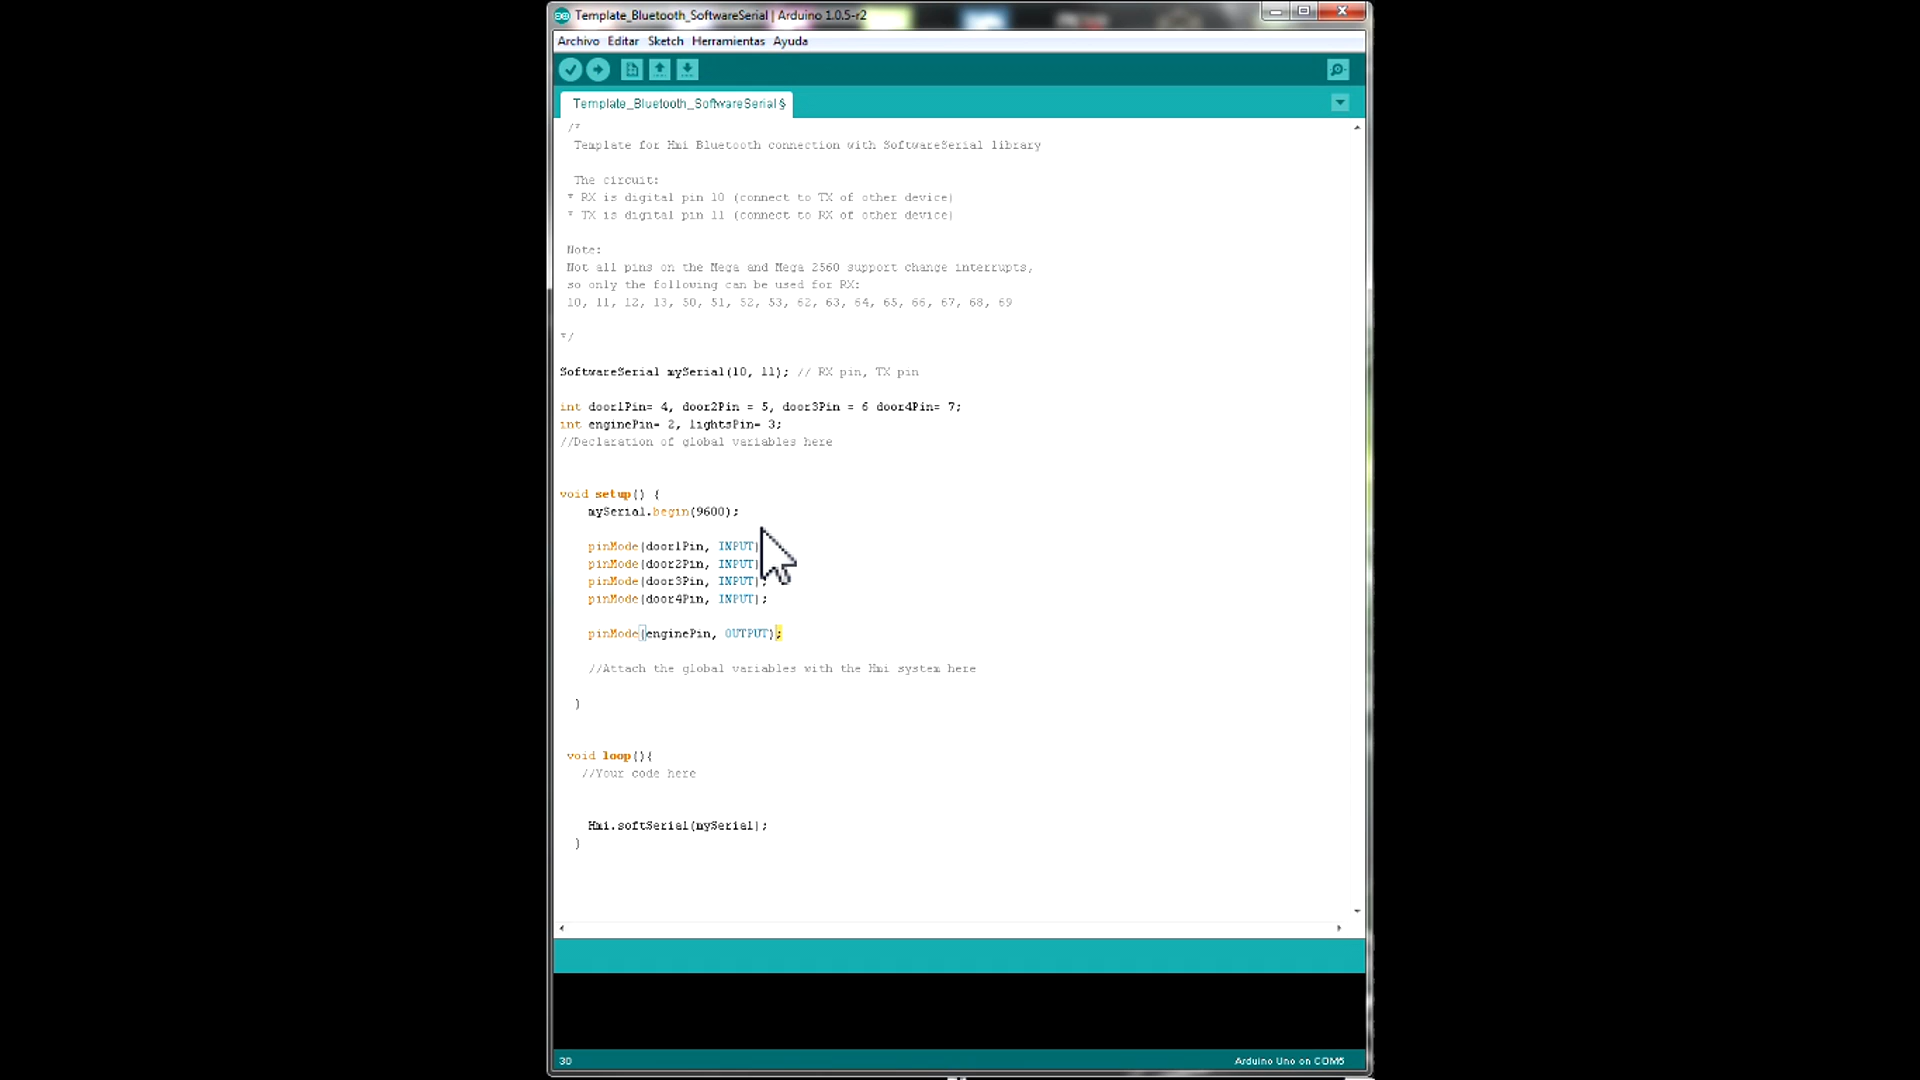 Template_Bluetooth_SoftwareSerial | Arduino 1.0.5-r2
Archivo Editar Sketch Herramientas Ayuda
Template_Bluetooth_SoftwareSerial §
/*
Template for Hmi Bluetooth connection with SoftwareSerial library
The circuit:
* RX is digital pin 10 (connect to TX of other device)
* TX is digital pin 11 (connect to RX of other device)
Note:
Not all pins on the Mega and Mega 2560 support change interrupts,
so only the following can be used for RX:
10, 11, 12, 13, 50, 51, 52, 53, 62, 63, 64, 65, 66, 67, 68, 69
*/
SoftwareSerial mySerial(10, 11); // RX pin, TX pin
int door1Pin= 4, door2Pin = 5, door3Pin = 6 door4Pin= 7;
int enginePin= 2, lightsPin= 3;
//Declaration of global variables here
void setup() {
mySerial.begin(9600);
pinMode(door1Pin, INPUT)
pinMode(door2Pin, INPUT)
pinMode(door3Pin, INPUT);
pinMode(door4Pin, INPUT);
pinMode(enginePin, OUTPUT);
//Attach the global variables with the Hmi system here
}
void loop(){
//Your code here
Hmi.softSerial(mySerial);
}
30
Arduino Uno on COM6